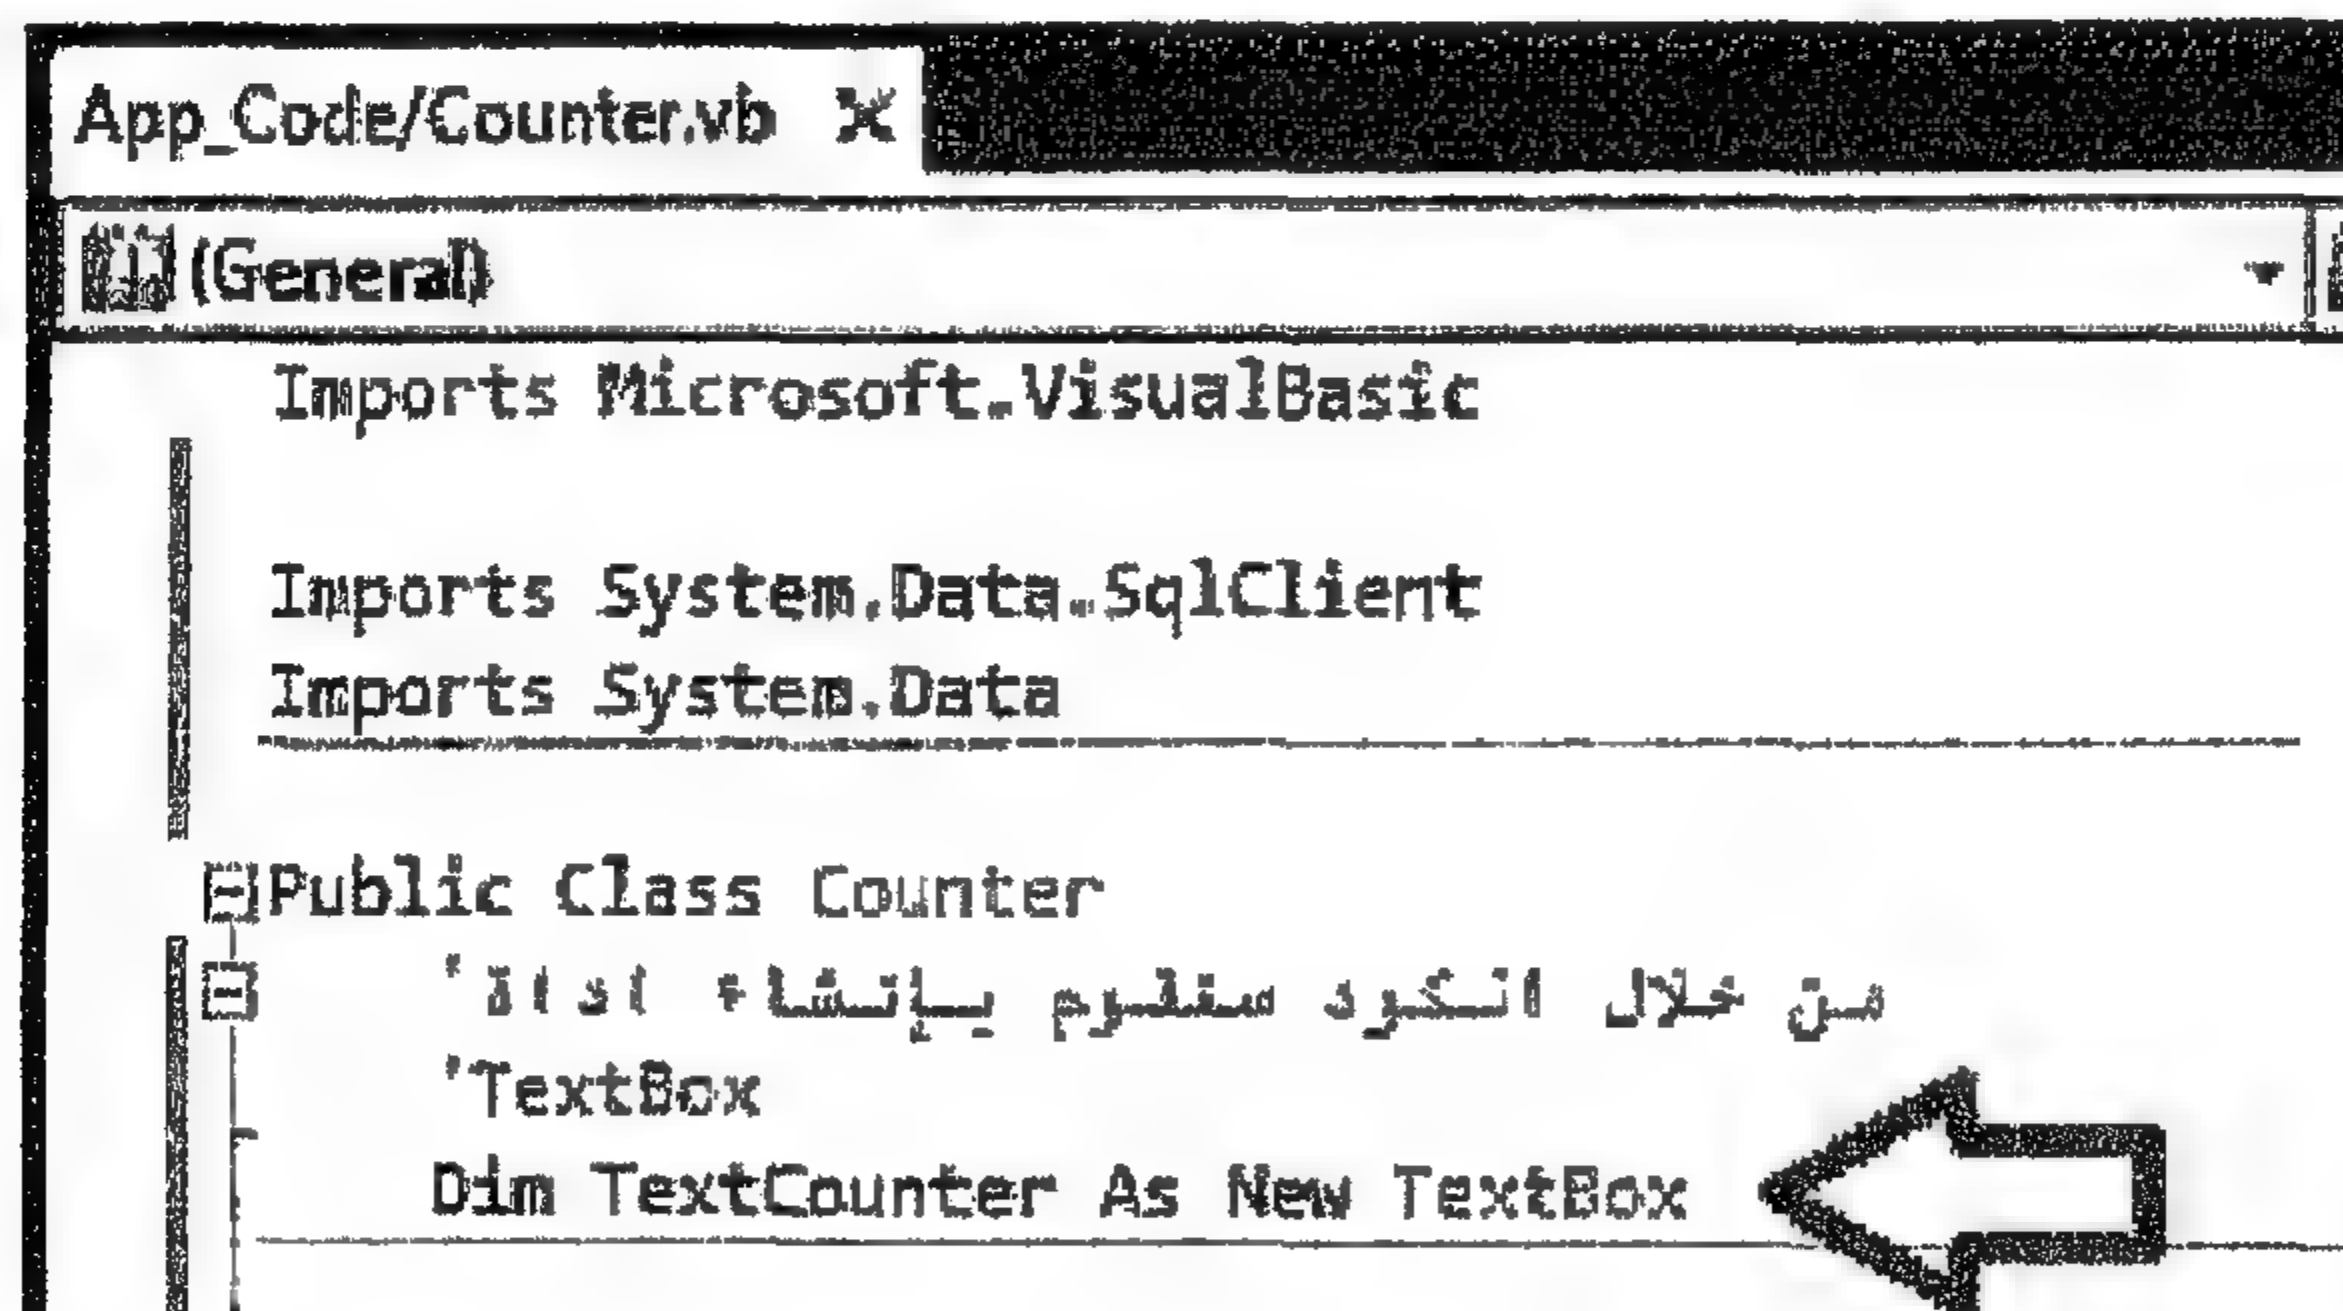 App_Code/Counter.vb
(General)
Imports Microsoft.VisualBasic
Imports System.Data.SqlClient
Imports System.Data
Public Class Counter
'من خلال الكود سنقوم بإنشاء اداة
'TextBox
Dim TextCounter As New TextBox